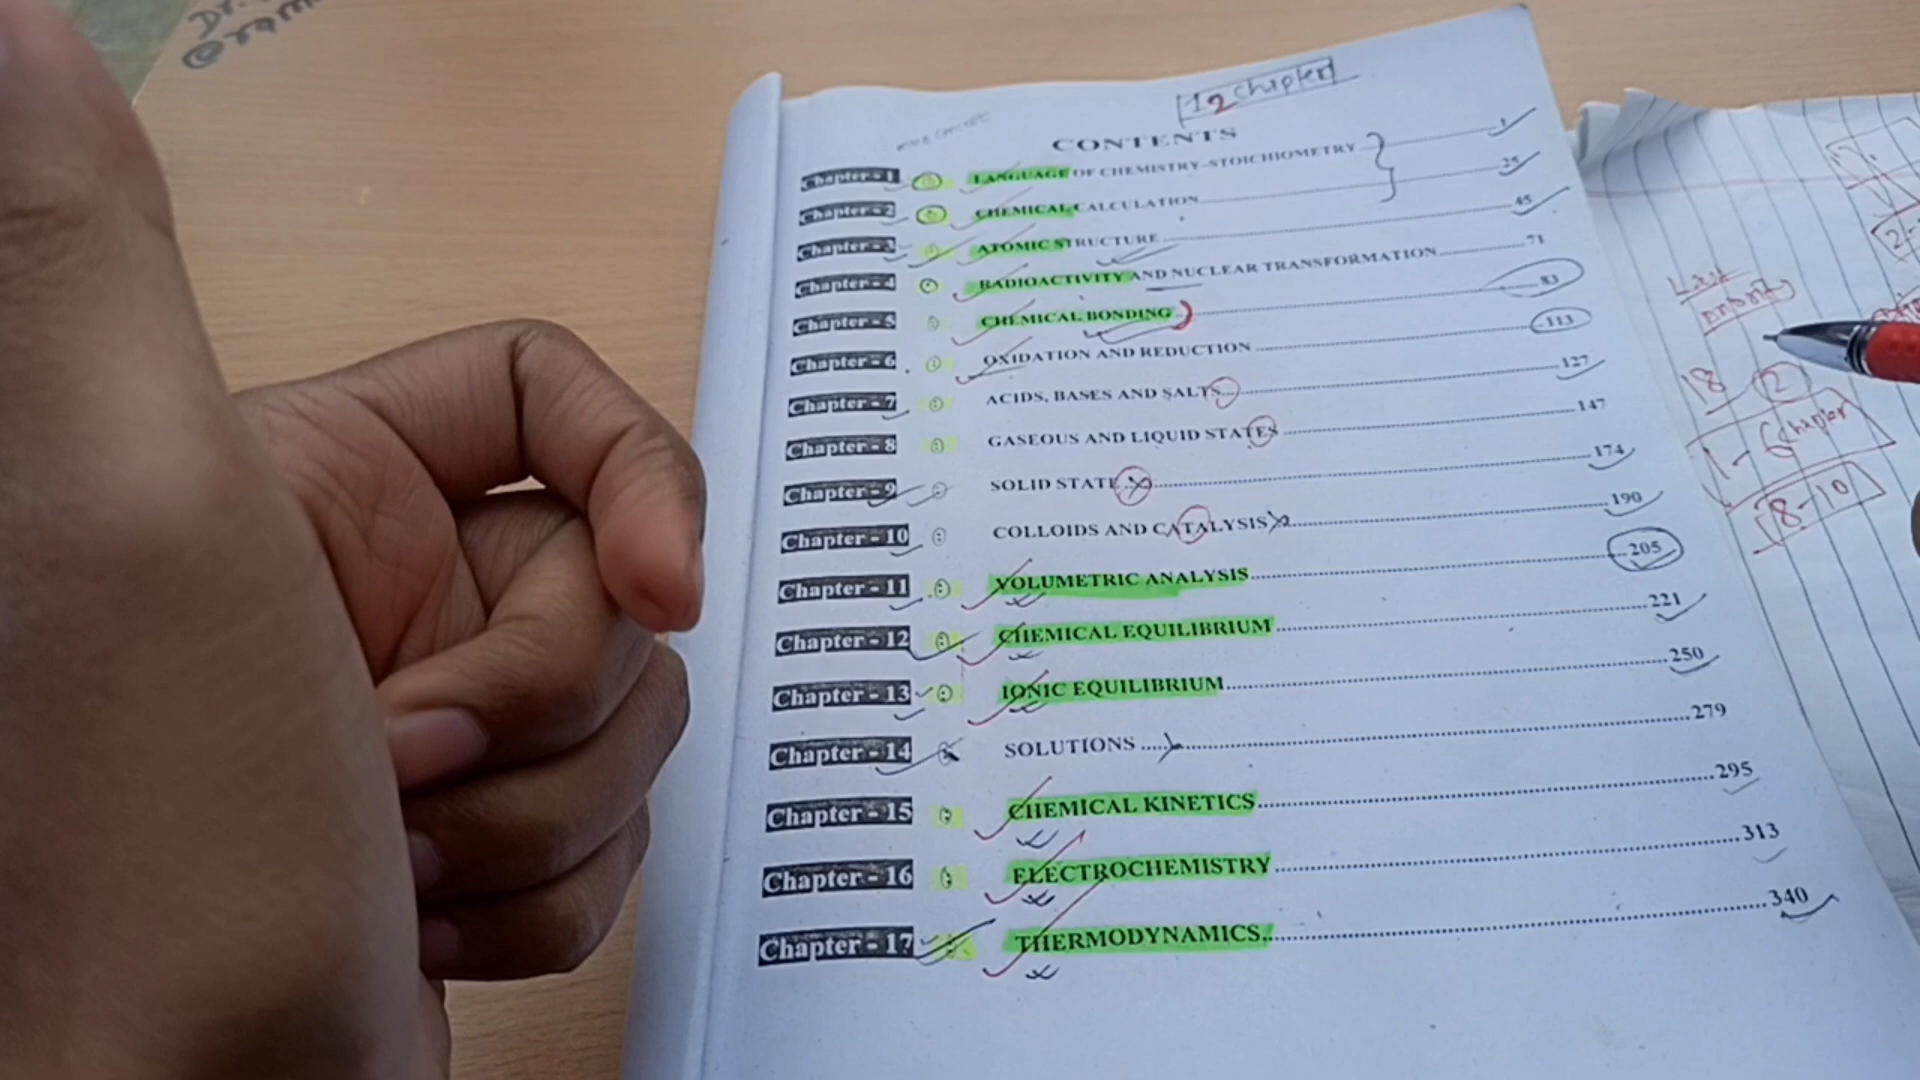 Dr.
12 Chapter
CONTENTS
Chapter - 1 LANGUAGE OF CHEMISTRY-STOICHIOMETRY 1
Chapter - 2 CHEMICAL CALCULATION 25
Chapter - 3 ATOMIC STRUCTURE 45
Chapter - 4 RADIOACTIVITY AND NUCLEAR TRANSFORMATION 71
Chapter - 5 CHEMICAL BONDING 83
Chapter - 6 OXIDATION AND REDUCTION 113
Chapter - 7 ACIDS, BASES AND SALTS 127
Chapter - 8 GASEOUS AND LIQUID STATES 147
Chapter - 9 SOLID STATE 174
Chapter - 10 COLLOIDS AND CATALYSIS 190
Chapter - 11 VOLUMETRIC ANALYSIS 205
Chapter - 12 CHEMICAL EQUILIBRIUM 221
Chapter - 13 IONIC EQUILIBRIUM 250
Chapter - 14 SOLUTIONS 279
Chapter - 15 CHEMICAL KINETICS 295
Chapter - 16 ELECTROCHEMISTRY 313
Chapter - 17 THERMODYNAMICS 340
18 2
1-6 Chapter
8-10